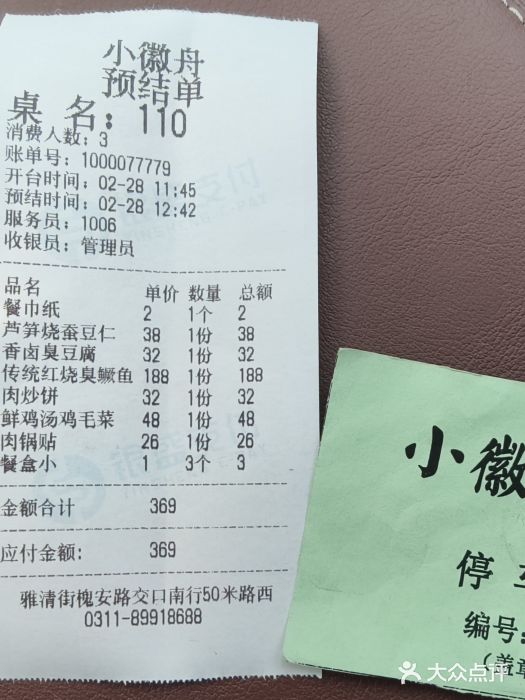 小徽舟
预结单
桌 名：110
消费人数：3
账单号：1000077779
开台时间：02-28 11:45
预结时间：02-28 12:42
服务员：1006
收银员：管理员
品名 单价 数量 总额
餐巾纸 2 1个 2
芦笋烧蚕豆仁 38 1份 38
香卤臭豆腐 32 1份 32
传统红烧臭鳜鱼 188 1份 188
肉炒饼 32 1份 32
鲜鸡汤鸡毛菜 48 1份 48
肉锅贴 26 1份 26
餐盒小 1 3个 3
金额合计 369
应付金额: 369
雅清街槐安路交口南行50米路西
0311-89918688
小徽
停
编号:
(盖
大众点评